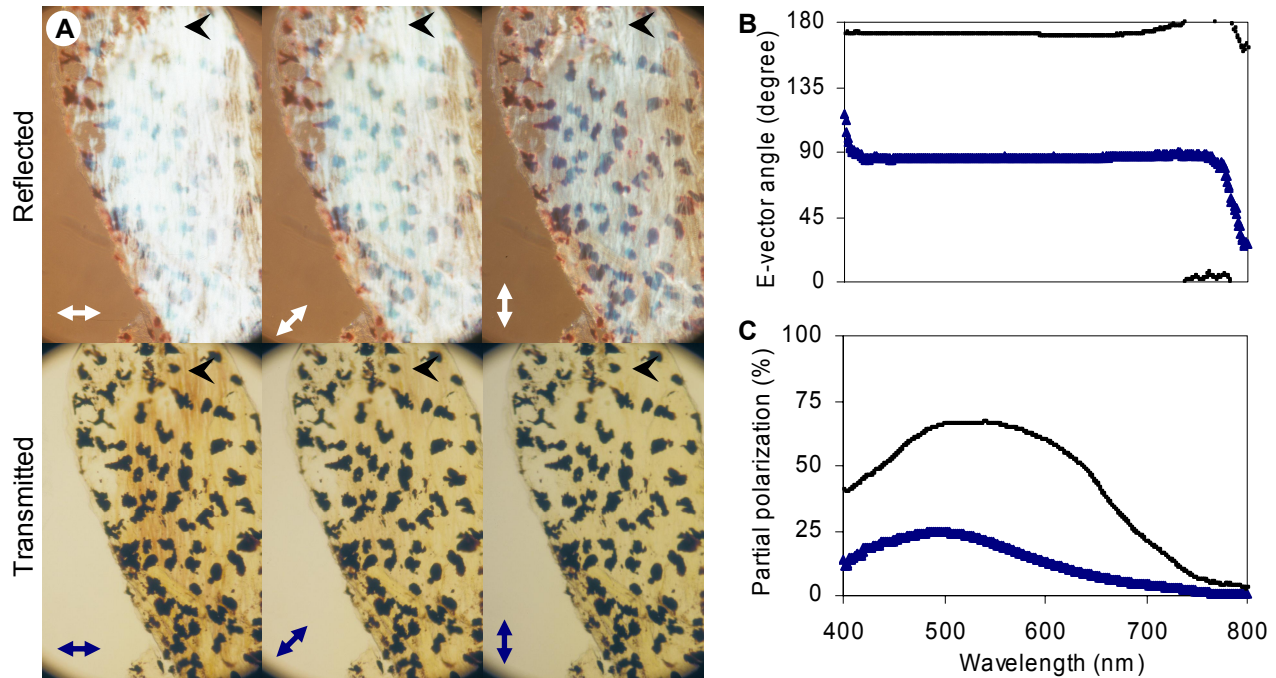 A
Reflected
Transmitted
B
E-vector angle (degree)
180
135
90
45
0
C
Partial polarization (%)
100
75
50
25
0
400 500 600 700 800
Wavelength (nm)